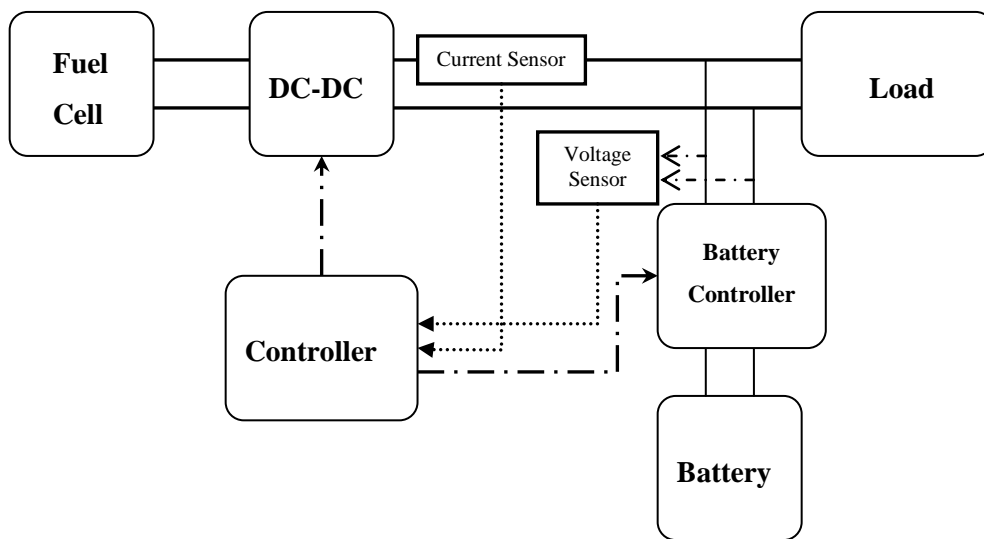 Fuel
Cell
DC-DC
Current Sensor
Load
Voltage
Sensor
Battery
Controller
Controller
Battery